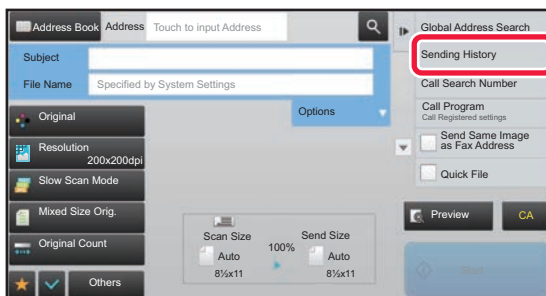 Address Book
Address
Touch to input Address
Subject
File Name
Specified by System Settings
Options
Original
Resolution
200x200dpi
Slow Scan Mode
Mixed Size Orig.
Original Count
Others
Scan Size
Auto
8½x11
100%
Send Size
Auto
8½x11
Global Address Search
Sending History
Call Search Number
Call Program
Call Registered settings
Send Same Image
as Fax Address
Quick File
Preview
CA
Start